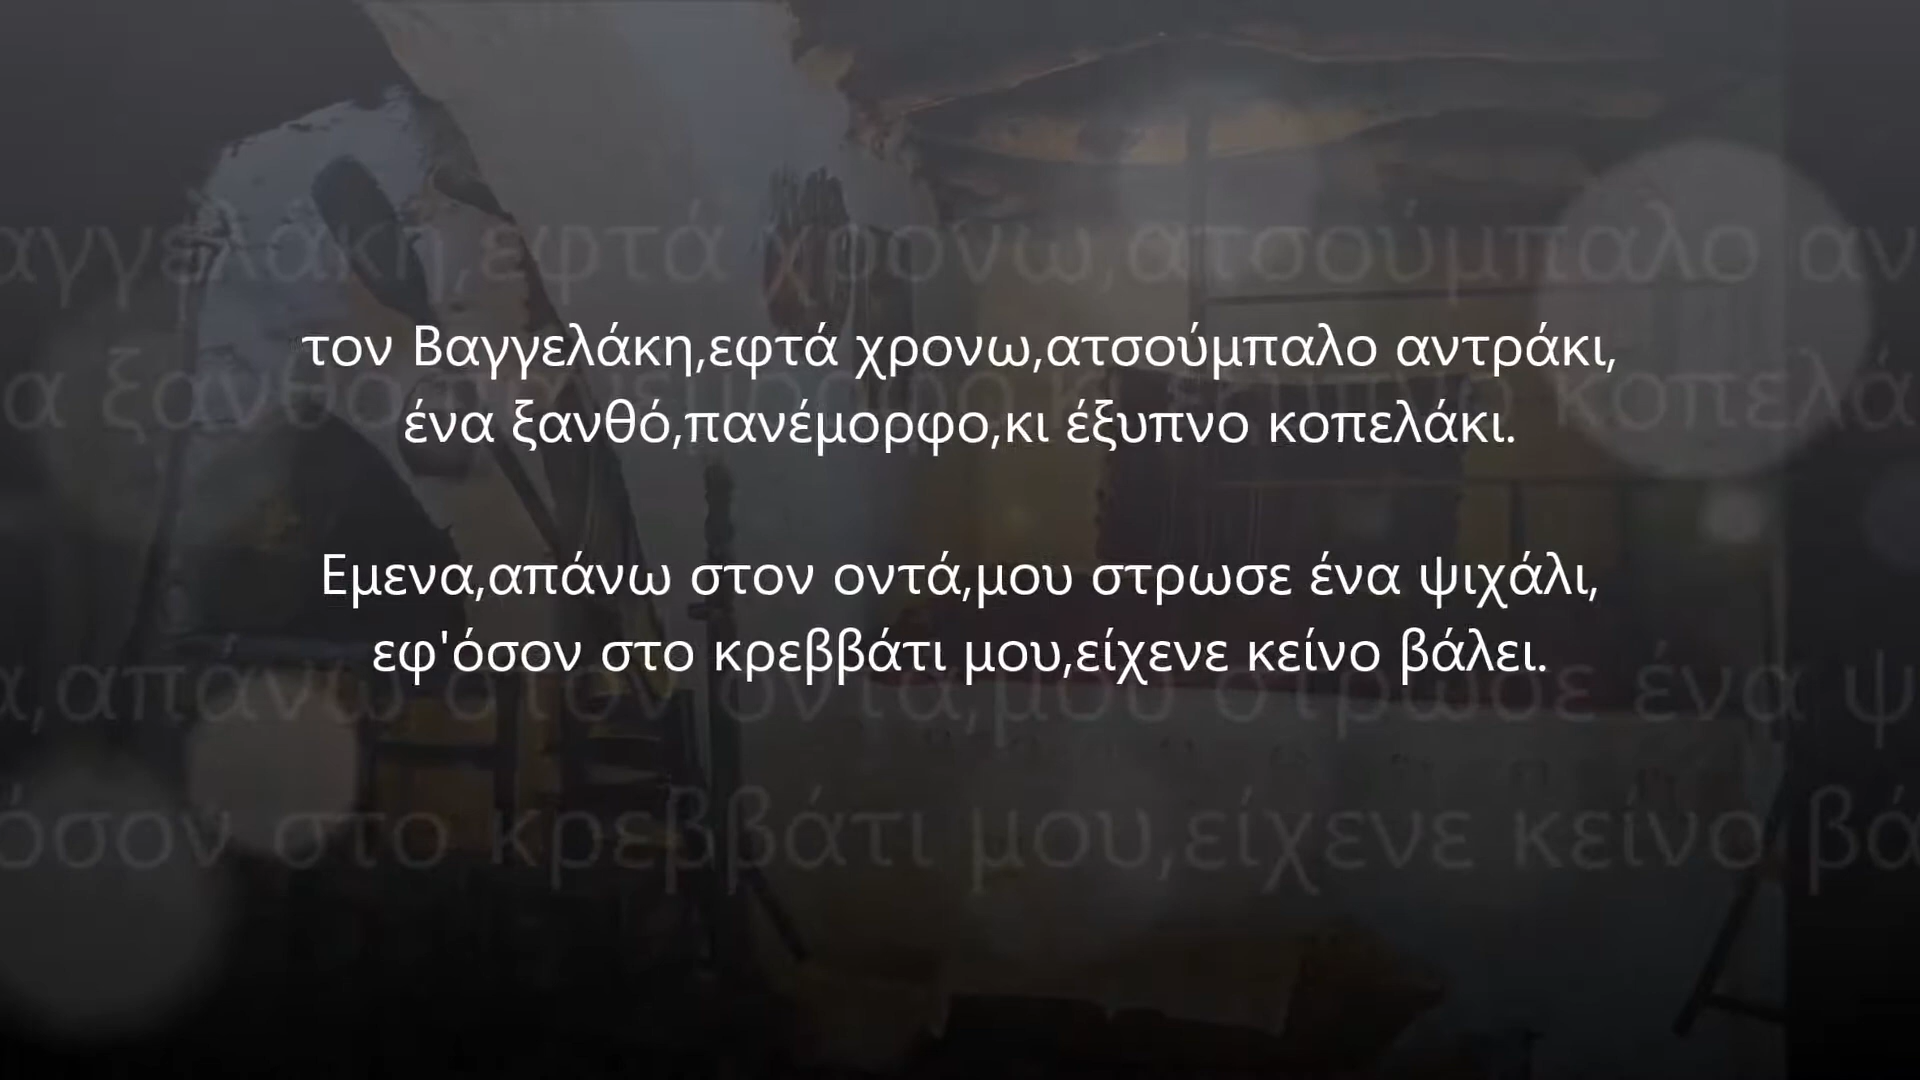 τον Βαγγελάκη,εφτά χρονω,ατσούμπαλο αντράκι,
ένα ξανθό,πανέμορφο,κι έξυπνο κοπελάκι.
Εμενα,απάνω στον οντά,μου στρωσε ένα ψιχάλι,
εφ'όσον στο κρεββάτι μου,είχενε κείνο βάλει.